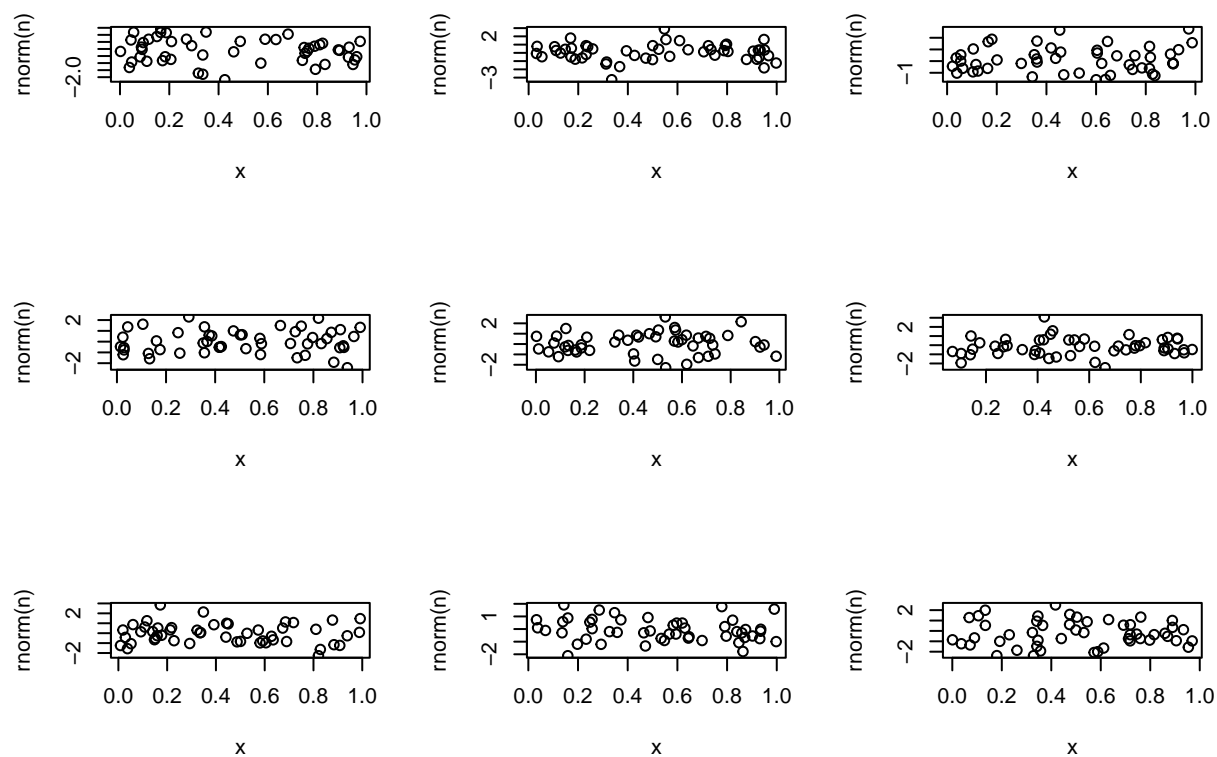 rnorm(n) −2.0 0.0 0.2 0.4 0.6 0.8 1.0 x
rnorm(n) −3 2 0.0 0.2 0.4 0.6 0.8 1.0 x
rnorm(n) −1 0.0 0.2 0.4 0.6 0.8 1.0 x
rnorm(n) −2 2 0.0 0.2 0.4 0.6 0.8 1.0 x
rnorm(n) −2 2 0.0 0.2 0.4 0.6 0.8 1.0 x
rnorm(n) −2 2 0.2 0.4 0.6 0.8 1.0 x
rnorm(n) −2 2 0.0 0.2 0.4 0.6 0.8 1.0 x
rnorm(n) −2 1 0.0 0.2 0.4 0.6 0.8 1.0 x
rnorm(n) −2 2 0.0 0.2 0.4 0.6 0.8 1.0 x